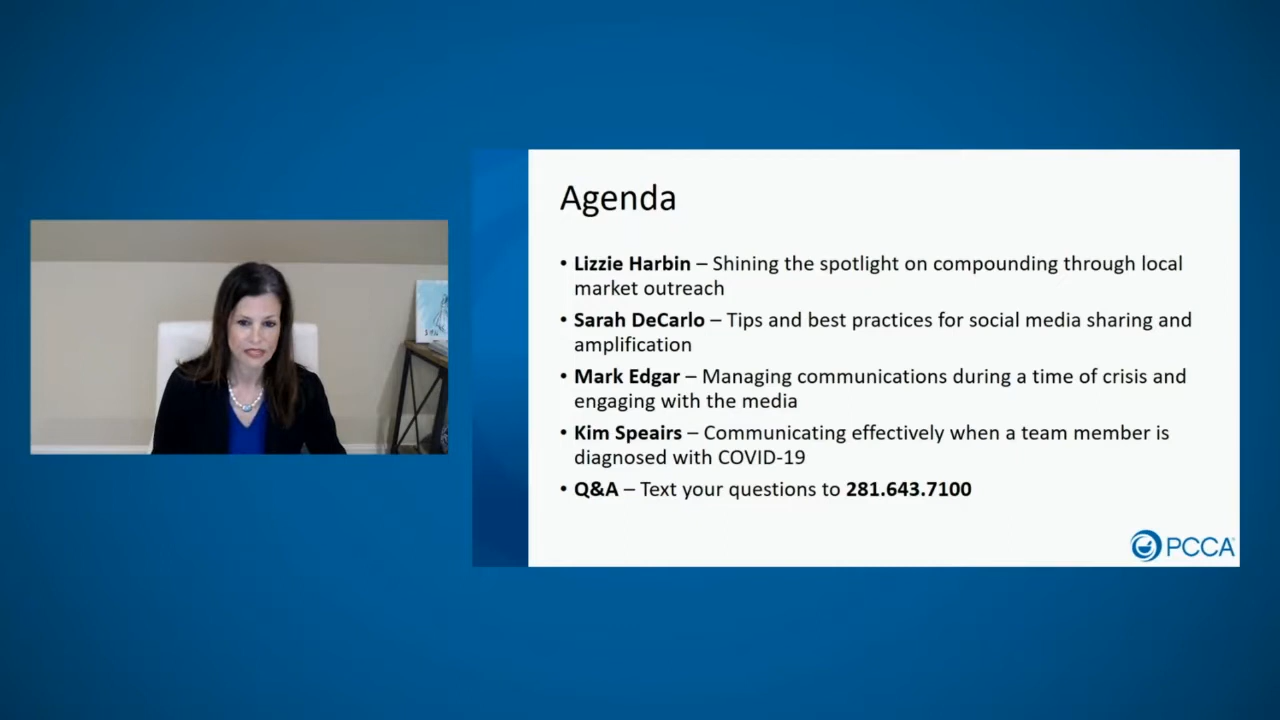 Agenda
• Lizzie Harbin – Shining the spotlight on compounding through local
market outreach
• Sarah DeCarlo – Tips and best practices for social media sharing and
amplification
• Mark Edgar – Managing communications during a time of crisis and
engaging with the media
• Kim Speairs – Communicating effectively when a team member is
diagnosed with COVID-19
• Q&A – Text your questions to 281.643.7100
PCCA